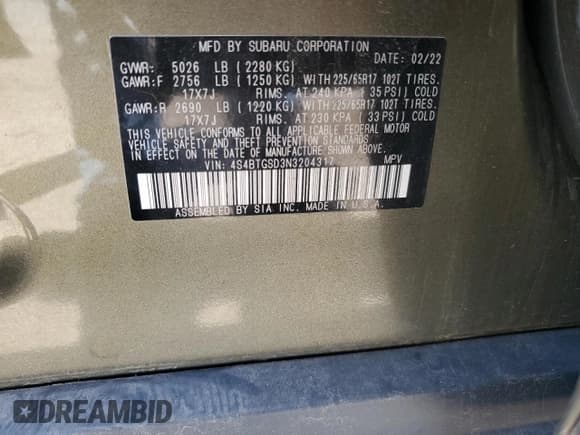 MFD BY SUBARU CORPORATION DATE: 02/22
GVWR: 5026 LB (2280 KG)
GAWR:F 2756 LB (1250 KG) WITH 225/65R17 102T TIRES.
17X7J RIMS. AT 240 KPA (35 PSI) COLD
GAWR:R 2690 LB (1220 KG) WITH 225/65R17 102T TIRES.
17X7J RIMS. AT 230 KPA (33 PSI) COLD
THIS VEHICLE CONFORMS TO ALL APPLICABLE FEDERAL MOTOR
VEHICLE SAFETY AND THEFT PREVENTION STANDARDS IN EFFECT
ON THE DATE OF MANUFACTURE SHOWN ABOVE.
VIN: 4S4BTGSD3N3204317 MPV
ASSEMBLED BY SIA INC. MADE IN U.S.A.
DREAMBID